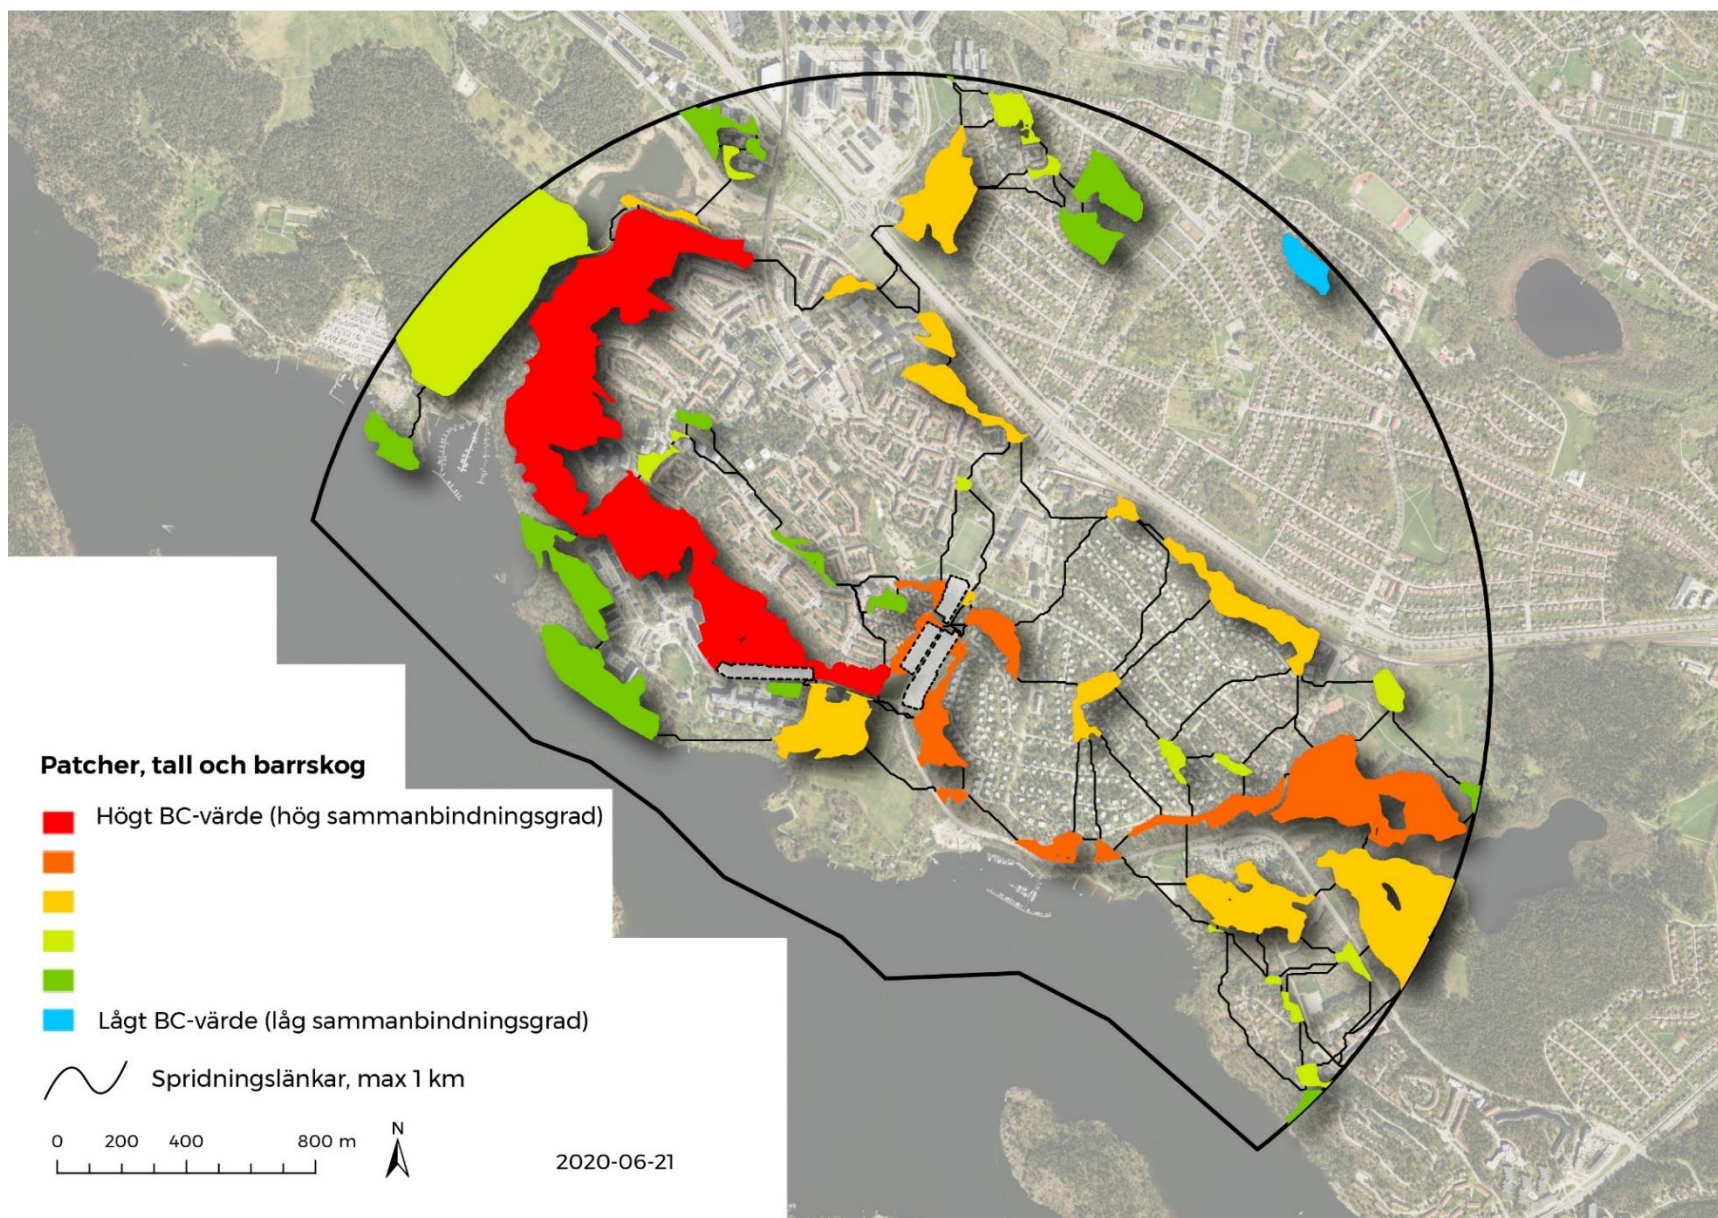 Patcher, tall och barrskog
Högt BC-värde (hög sammanbindningsgrad)
Lågt BC-värde (låg sammanbindningsgrad)
Spridningslänkar, max 1 km
0 200 400 800 m
N
2020-06-21